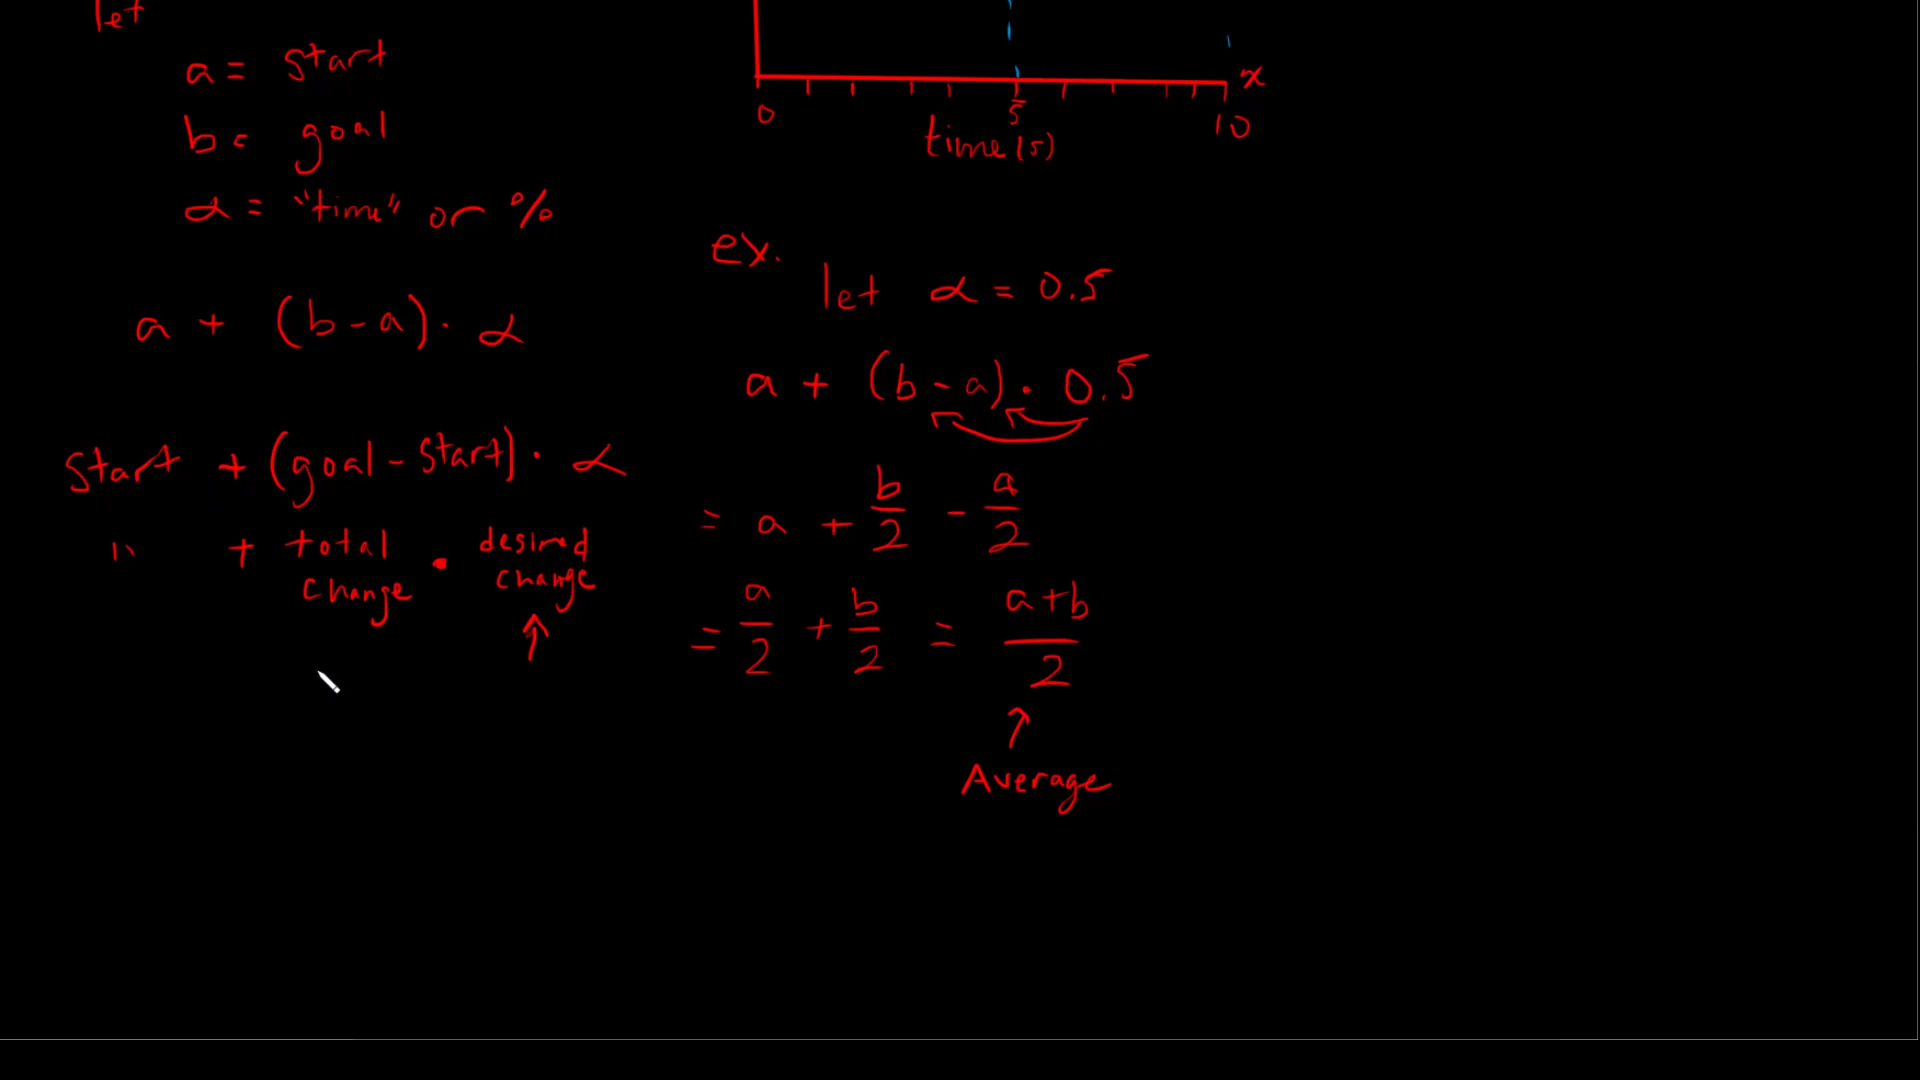 let
a = start
b = goal
α = "time" or %
a + (b - a) · α
start + (goal - start) · α
" + total change · desired change
↑
0 5 10 x
time (s)
ex.
let α = 0.5
a + (b - a) · 0.5
= a + b/2 - a/2
= a/2 + b/2 = a+b/2
↑
Average